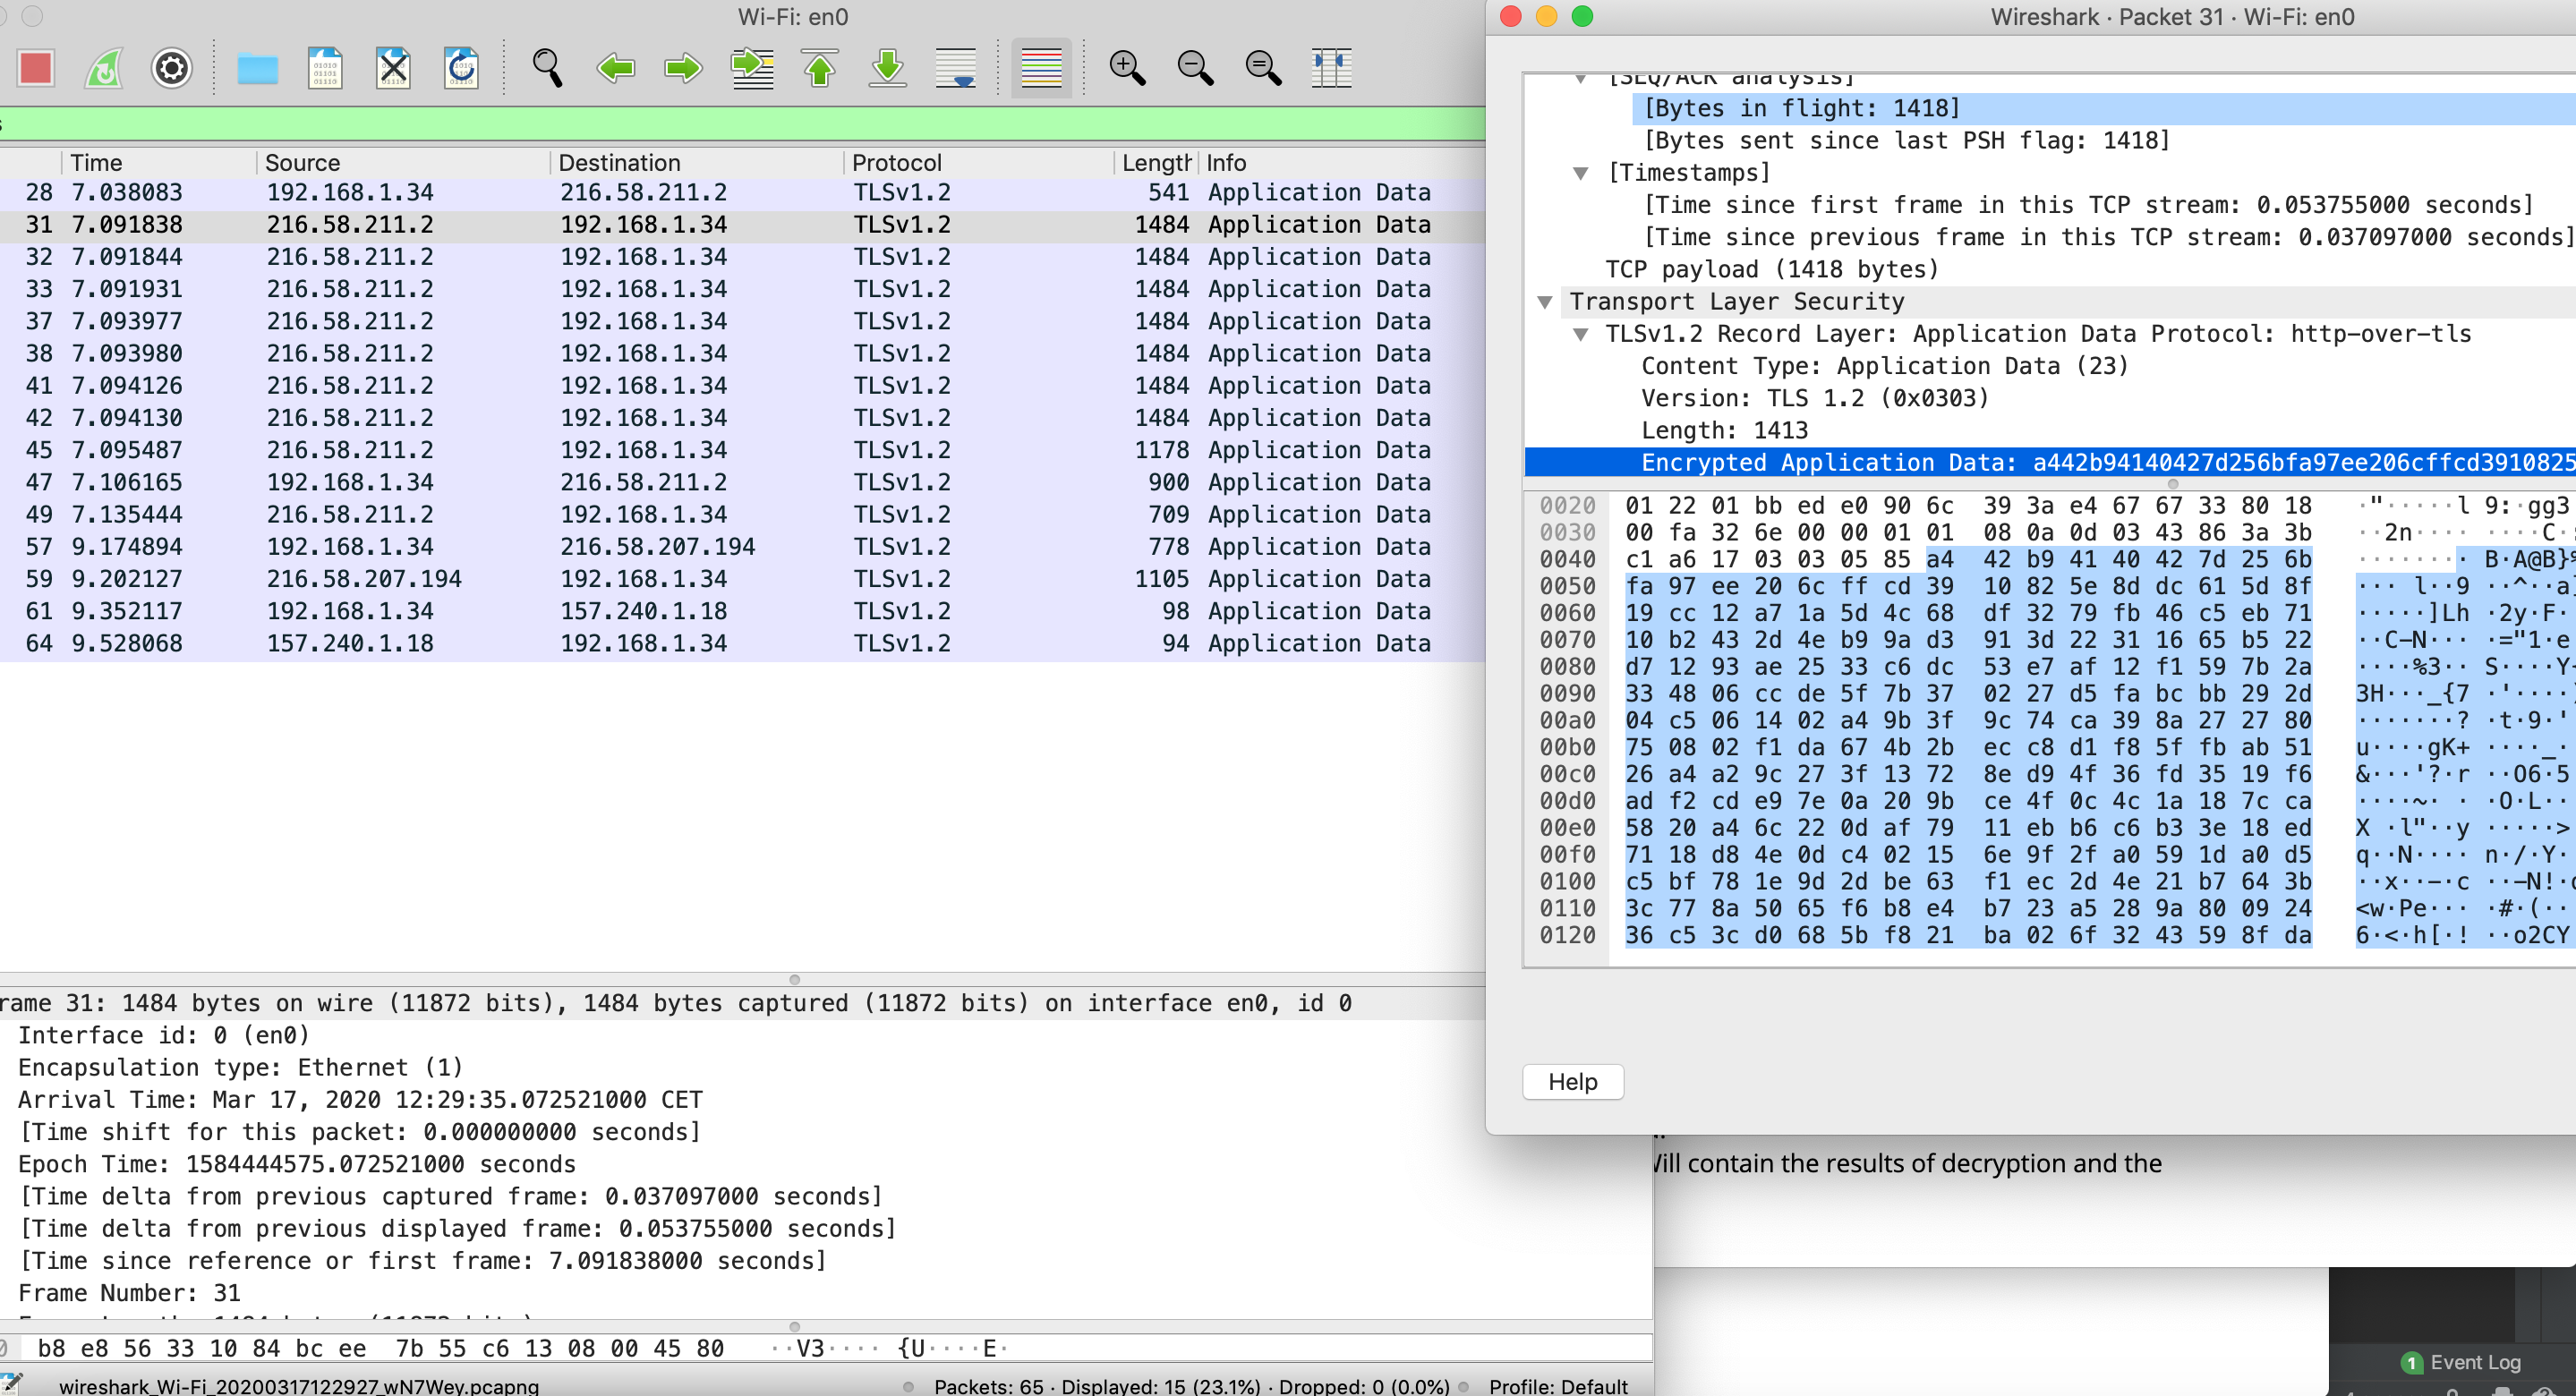 Wi-Fi: en0
Time Source Destination Protocol Length Info
28 7.038083 192.168.1.34 216.58.211.2 TLSv1.2 541 Application Data
31 7.091838 216.58.211.2 192.168.1.34 TLSv1.2 1484 Application Data
32 7.091844 216.58.211.2 192.168.1.34 TLSv1.2 1484 Application Data
33 7.091931 216.58.211.2 192.168.1.34 TLSv1.2 1484 Application Data
37 7.093977 216.58.211.2 192.168.1.34 TLSv1.2 1484 Application Data
38 7.093980 216.58.211.2 192.168.1.34 TLSv1.2 1484 Application Data
41 7.094126 216.58.211.2 192.168.1.34 TLSv1.2 1484 Application Data
42 7.094130 216.58.211.2 192.168.1.34 TLSv1.2 1484 Application Data
45 7.095487 216.58.211.2 192.168.1.34 TLSv1.2 1178 Application Data
47 7.106165 192.168.1.34 216.58.211.2 TLSv1.2 900 Application Data
49 7.135444 216.58.211.2 192.168.1.34 TLSv1.2 709 Application Data
57 9.174894 192.168.1.34 216.58.207.194 TLSv1.2 778 Application Data
59 9.202127 216.58.207.194 192.168.1.34 TLSv1.2 1105 Application Data
61 9.352117 192.168.1.34 157.240.1.18 TLSv1.2 98 Application Data
64 9.528068 157.240.1.18 192.168.1.34 TLSv1.2 94 Application Data
rame 31: 1484 bytes on wire (11872 bits), 1484 bytes captured (11872 bits) on interface en0, id 0
Interface id: 0 (en0)
Encapsulation type: Ethernet (1)
Arrival Time: Mar 17, 2020 12:29:35.072521000 CET
[Time shift for this packet: 0.000000000 seconds]
Epoch Time: 1584444575.072521000 seconds
[Time delta from previous captured frame: 0.037097000 seconds]
[Time delta from previous displayed frame: 0.053755000 seconds]
[Time since reference or first frame: 7.091838000 seconds]
Frame Number: 31
b8 e8 56 33 10 84 bc ee 7b 55 c6 13 08 00 45 80 ··V3···· {U····E·
wireshark_Wi-Fi_20200317122927_wN7Wey.pcapng Packets: 65 · Displayed: 15 (23.1%) · Dropped: 0 (0.0%) Profile: Default
Wireshark · Packet 31 · Wi-Fi: en0
[SEQ/ACK analysis]
[Bytes in flight: 1418]
[Bytes sent since last PSH flag: 1418]
[Timestamps]
[Time since first frame in this TCP stream: 0.053755000 seconds]
[Time since previous frame in this TCP stream: 0.037097000 seconds]
TCP payload (1418 bytes)
Transport Layer Security
TLSv1.2 Record Layer: Application Data Protocol: http-over-tls
Content Type: Application Data (23)
Version: TLS 1.2 (0x0303)
Length: 1413
Encrypted Application Data: a442b94140427d256bfa97ee206cffcd3910825
0020 01 22 01 bb ed e0 90 6c 39 3a e4 67 67 33 80 18 ·"·····l 9:·gg3
0030 00 fa 32 6e 00 00 01 01 08 0a 0d 03 43 86 3a 3b ··2n···· ····C·
0040 c1 a6 17 03 03 05 85 a4 42 b9 41 40 42 7d 25 6b ········ B·A@B}%
0050 fa 97 ee 20 6c ff cd 39 10 82 5e 8d dc 61 5d 8f ··· l··9 ··^··a]
0060 19 cc 12 a7 1a 5d 4c 68 df 32 79 fb 46 c5 eb 71 ·····]Lh ·2y·F·
0070 10 b2 43 2d 4e b9 9a d3 91 3d 22 31 16 65 b5 22 ··C-N··· ·="1·e
0080 d7 12 93 ae 25 33 c6 dc 53 e7 af 12 f1 59 7b 2a ····%3·· S····Y{
0090 33 48 06 cc de 5f 7b 37 02 27 d5 fa bc bb 29 2d 3H···_{7 ·'····)
00a0 04 c5 06 14 02 a4 9b 3f 9c 74 ca 39 8a 27 27 80 ·······? ·t·9·'
00b0 75 08 02 f1 da 67 4b 2b ec c8 d1 f8 5f fb ab 51 u····gK+ ····_·
00c0 26 a4 a2 9c 27 3f 13 72 8e d9 4f 36 fd 35 19 f6 &···'?·r ··O6·5
00d0 ad f2 cd e9 7e 0a 20 9b ce 4f 0c 4c 1a 18 7c ca ····~· · ·O·L··
00e0 58 20 a4 6c 22 0d af 79 11 eb b6 c6 b3 3e 18 ed X ·l"··y ·····>
00f0 71 18 d8 4e 0d c4 02 15 6e 9f 2f a0 59 1d a0 d5 q··N···· n·/·Y·
0100 c5 bf 78 1e 9d 2d be 63 f1 ec 2d 4e 21 b7 64 3b ··x··-·c ··-N!·d
0110 3c 77 8a 50 65 f6 b8 e4 b7 23 a5 28 9a 80 09 24 <w·Pe··· ·#·(··
0120 36 c5 3c d0 68 5b f8 21 ba 02 6f 32 43 59 8f da 6·<·h[·! ··o2CY
Help
ill contain the results of decryption and the
1 Event Log